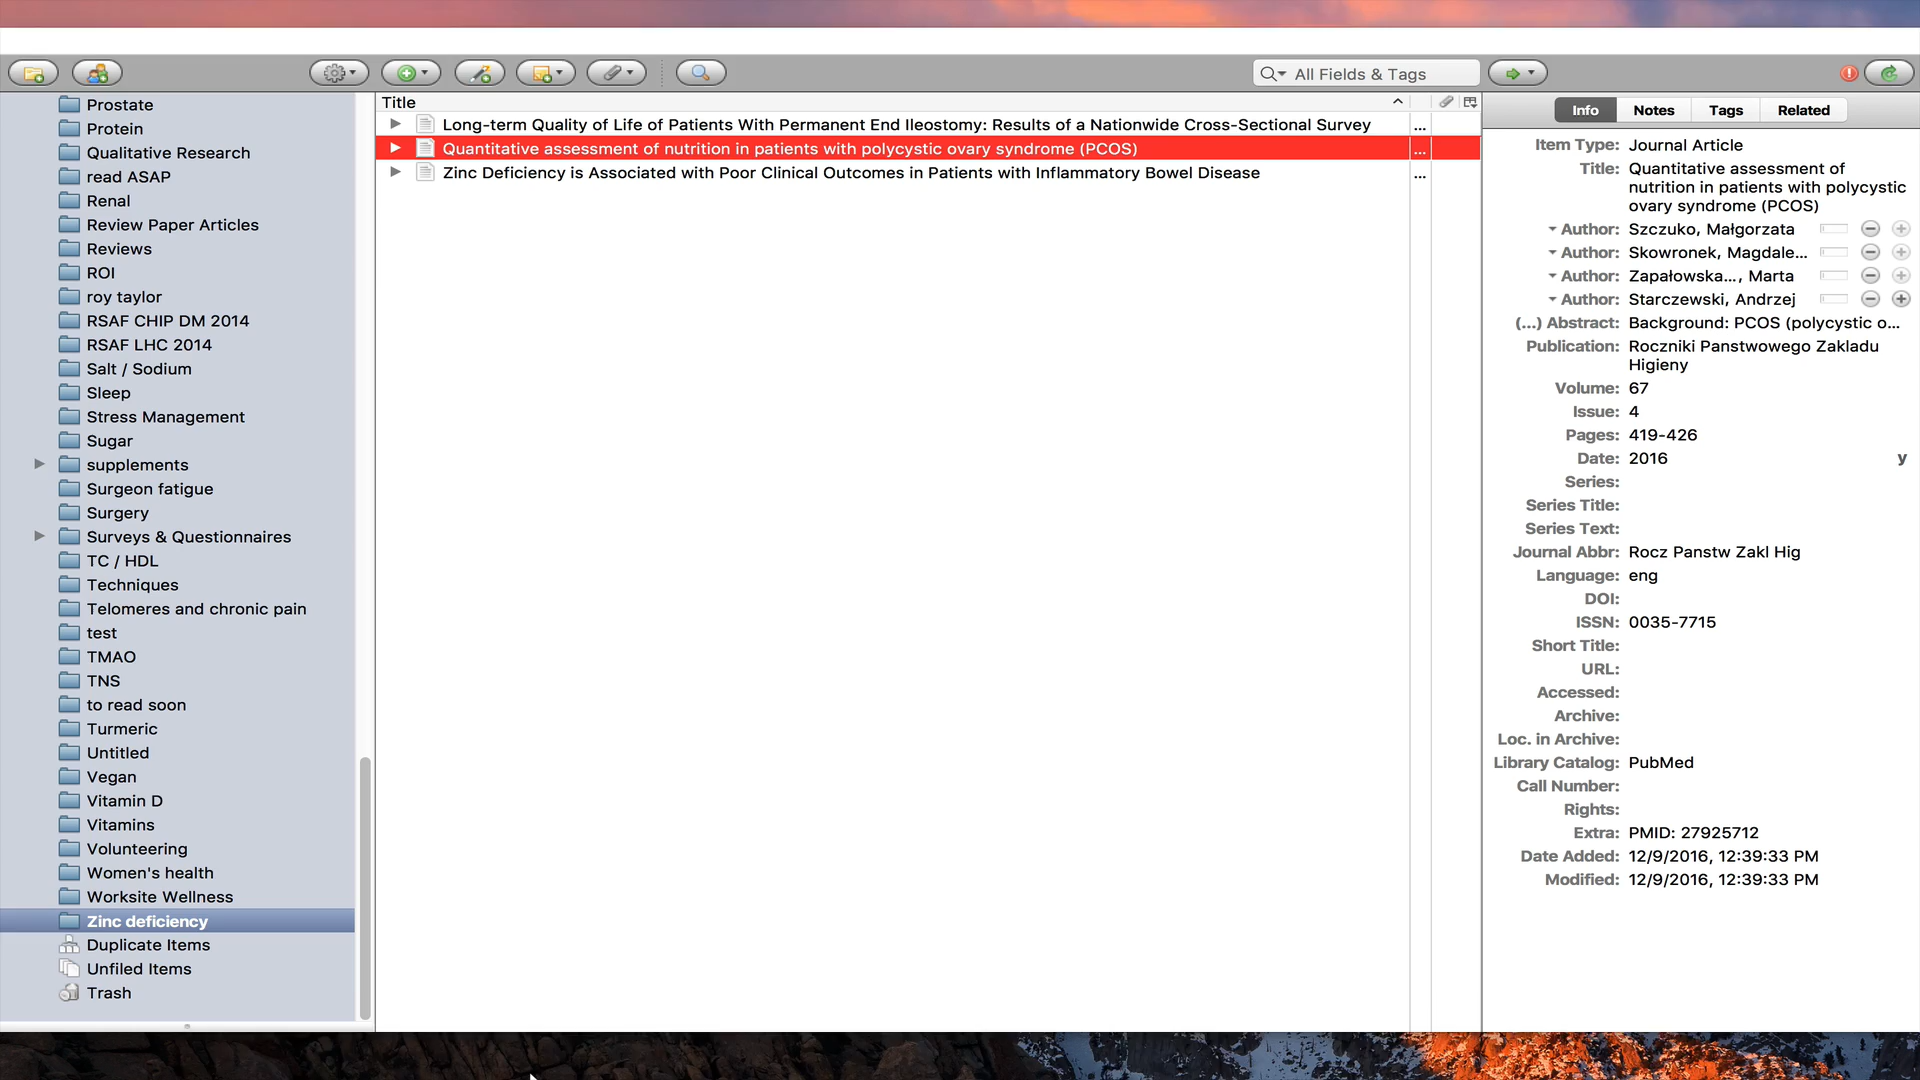 All Fields & Tags
Prostate
Protein
Qualitative Research
read ASAP
Renal
Review Paper Articles
Reviews
ROI
roy taylor
RSAF CHIP DM 2014
RSAF LHC 2014
Salt / Sodium
Sleep
Stress Management
Sugar
supplements
Surgeon fatigue
Surgery
Surveys & Questionnaires
TC / HDL
Techniques
Telomeres and chronic pain
test
TMAO
TNS
to read soon
Turmeric
Untitled
Vegan
Vitamin D
Vitamins
Volunteering
Women's health
Worksite Wellness
Zinc deficiency
Duplicate Items
Unfiled Items
Trash
Title
Long-term Quality of Life of Patients With Permanent End Ileostomy: Results of a Nationwide Cross-Sectional Survey ...
Quantitative assessment of nutrition in patients with polycystic ovary syndrome (PCOS) ...
Zinc Deficiency is Associated with Poor Clinical Outcomes in Patients with Inflammatory Bowel Disease ...
Info Notes Tags Related
Item Type: Journal Article
Title: Quantitative assessment of
nutrition in patients with polycystic
ovary syndrome (PCOS)
Author: Szczuko, Małgorzata
Author: Skowronek, Magdale...
Author: Zapałowska..., Marta
Author: Starczewski, Andrzej
(...) Abstract: Background: PCOS (polycystic o...
Publication: Roczniki Panstwowego Zakladu
Higieny
Volume: 67
Issue: 4
Pages: 419-426
Date: 2016 y
Series:
Series Title:
Series Text:
Journal Abbr: Rocz Panstw Zakl Hig
Language: eng
DOI:
ISSN: 0035-7715
Short Title:
URL:
Accessed:
Archive:
Loc. in Archive:
Library Catalog: PubMed
Call Number:
Rights:
Extra: PMID: 27925712
Date Added: 12/9/2016, 12:39:33 PM
Modified: 12/9/2016, 12:39:33 PM